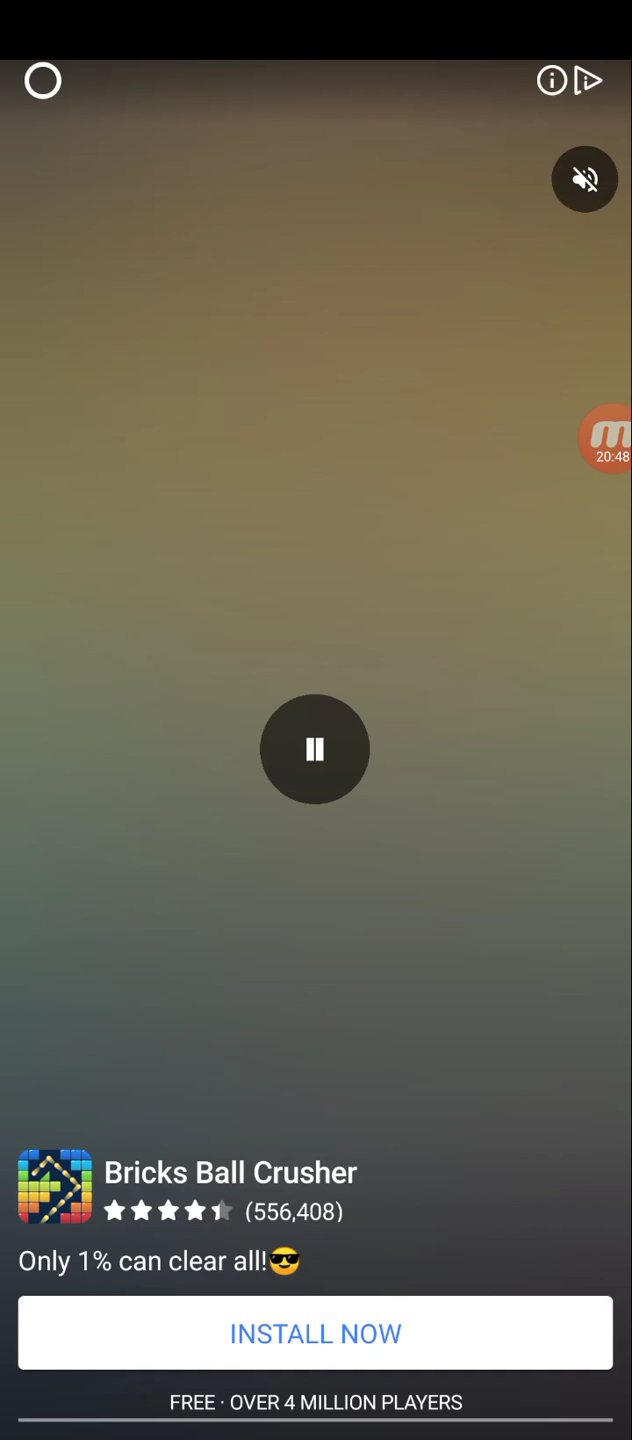 m
20:48
Bricks Ball Crusher
(556,408)
Only 1% can clear all!😎
INSTALL NOW
FREE · OVER 4 MILLION PLAYERS